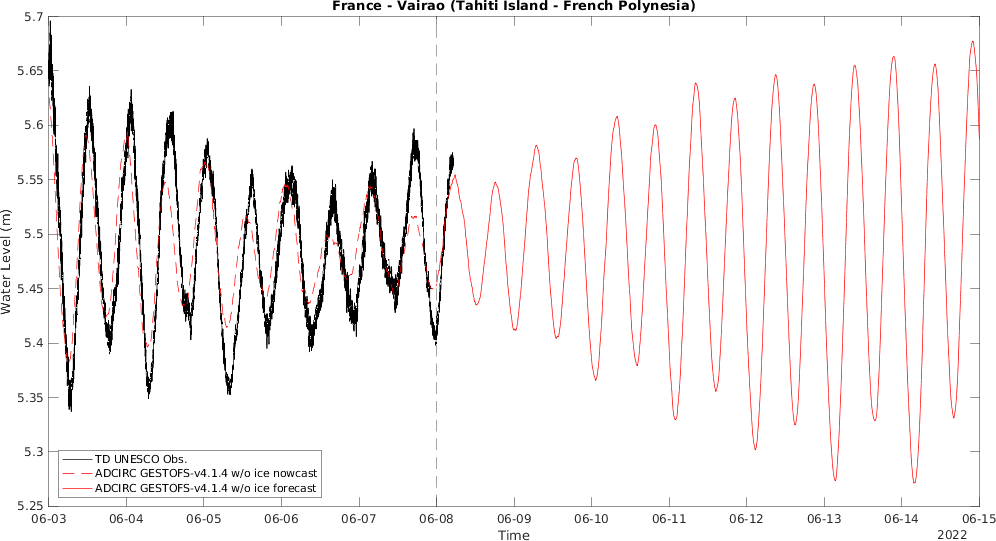 France - Vairao (Tahiti Island - French Polynesia)
5.7
5.65
5.6
5.55
5.5
5.45
5.4
5.35
5.3
5.25
Water Level (m)
TD UNESCO Obs.
ADCIRC GESTOFS-v4.1.4 w/o ice nowcast
ADCIRC GESTOFS-v4.1.4 w/o ice forecast
06-03 06-04 06-05 06-06 06-07 06-08 06-09 06-10 06-11 06-12 06-13 06-14 06-15
Time
2022